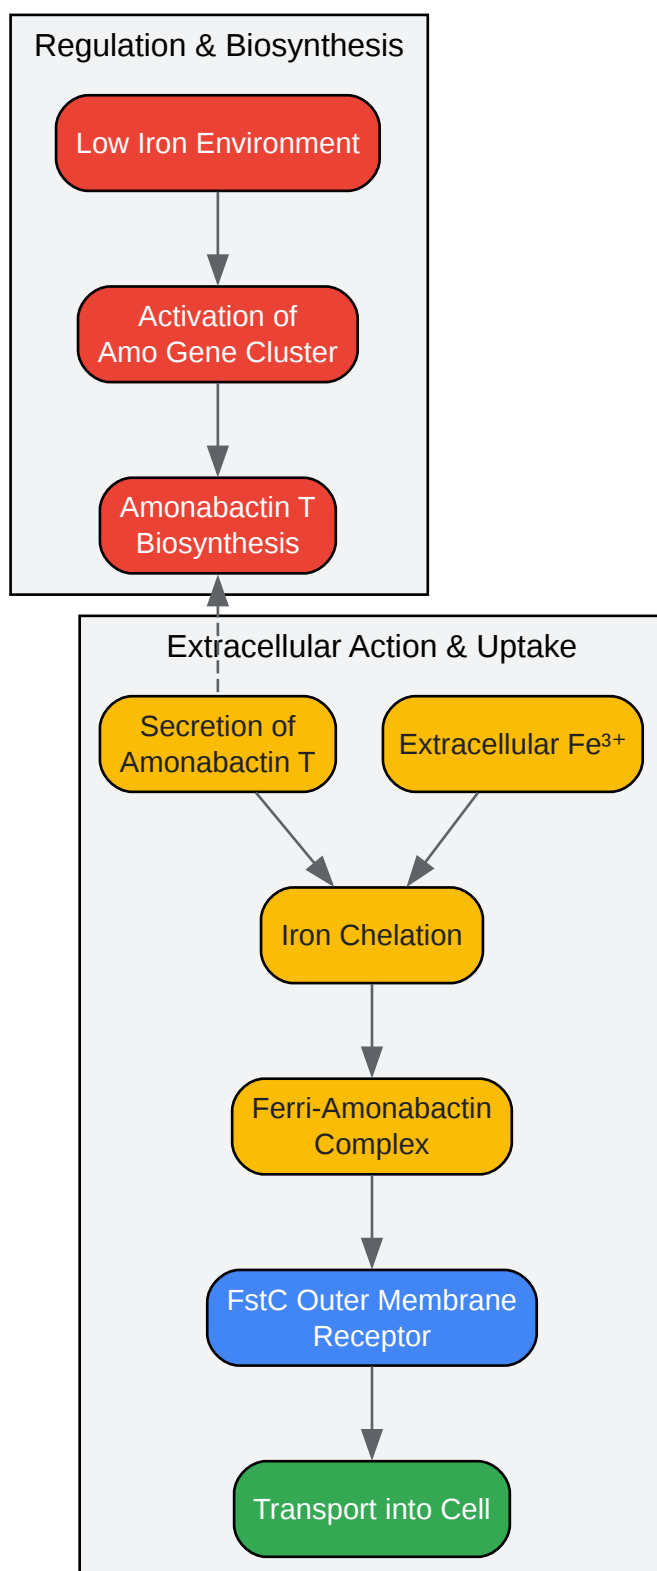 Regulation & Biosynthesis
Low Iron Environment
Activation of
Amo Gene Cluster
Amonabactin T
Biosynthesis
Extracellular Action & Uptake
Secretion of
Amonabactin T
Extracellular Fe³⁺
Iron Chelation
Ferri-Amonabactin
Complex
FstC Outer Membrane
Receptor
Transport into Cell